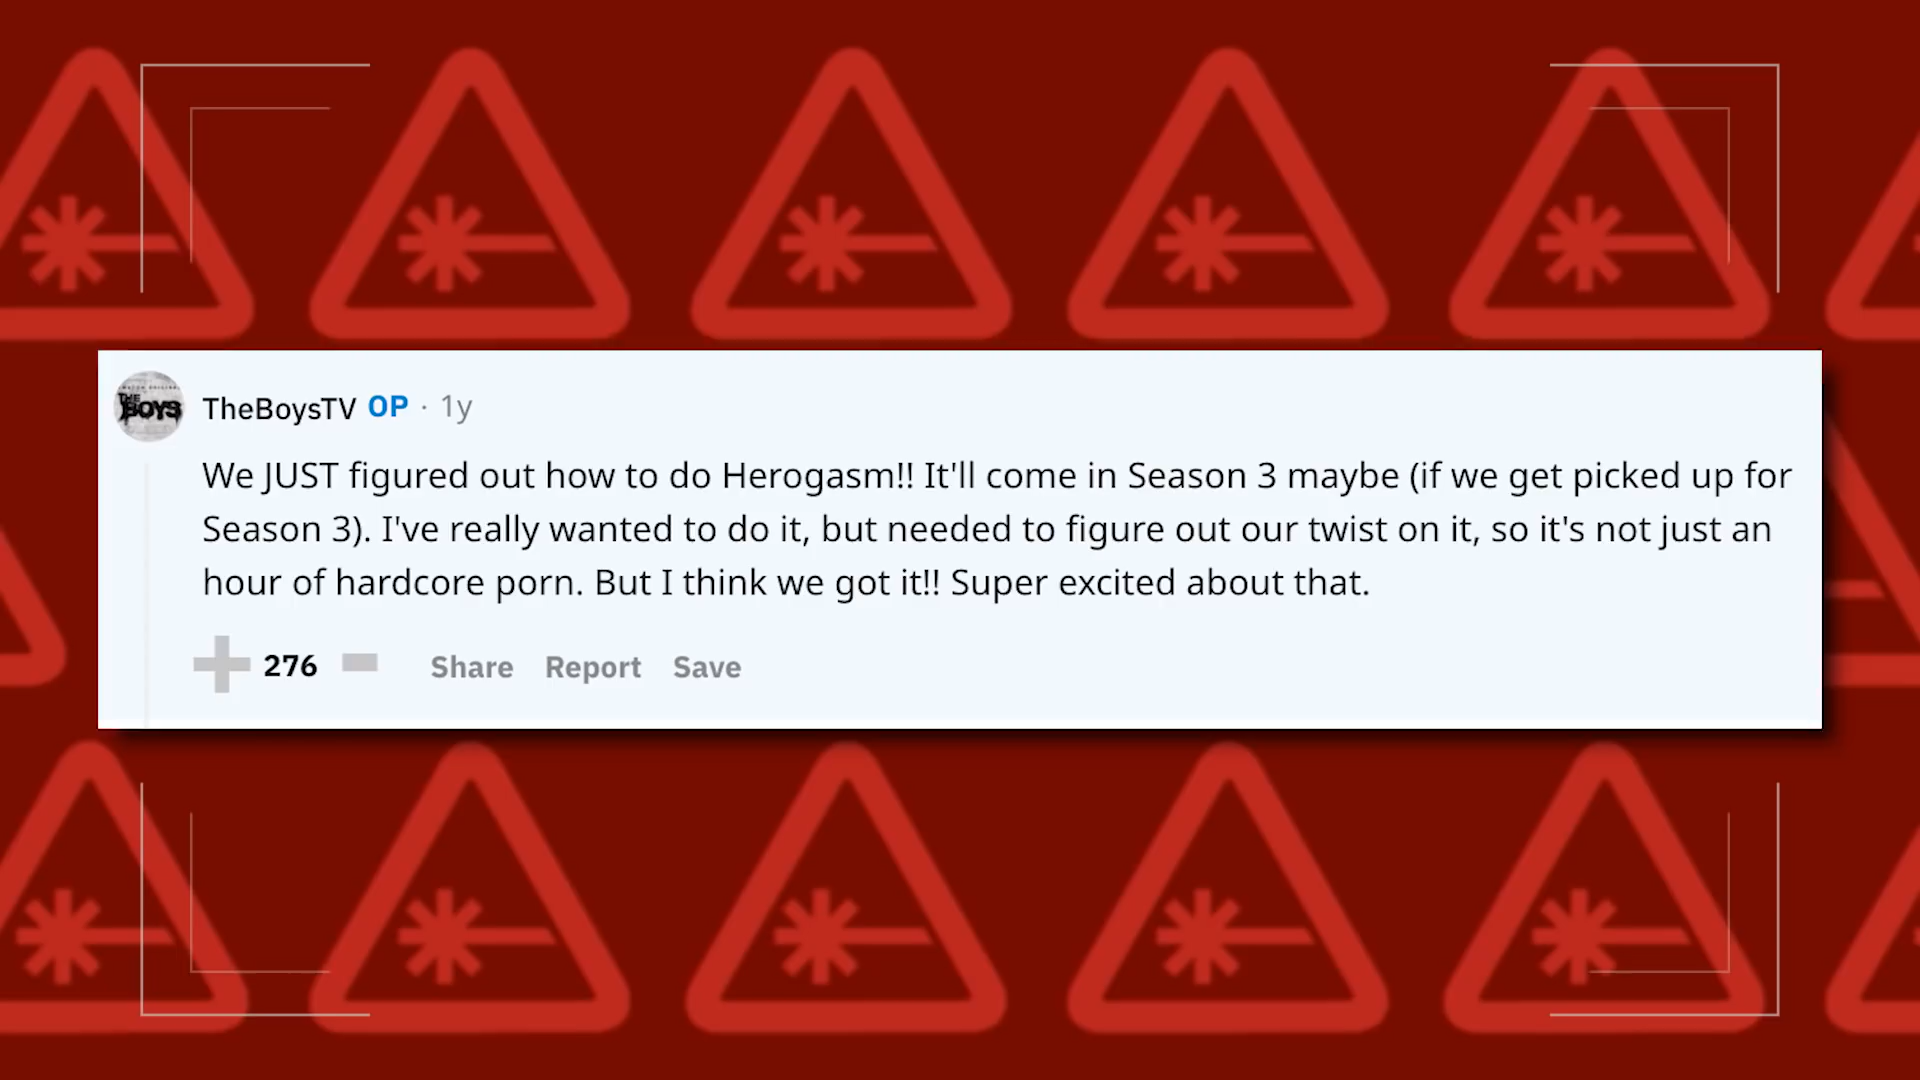 THE BOYS
TheBoysTV OP · 1y
We JUST figured out how to do Herogasm!! It'll come in Season 3 maybe (if we get picked up for
Season 3). I've really wanted to do it, but needed to figure out our twist on it, so it's not just an
hour of hardcore porn. But I think we got it!! Super excited about that.
276 Share Report Save